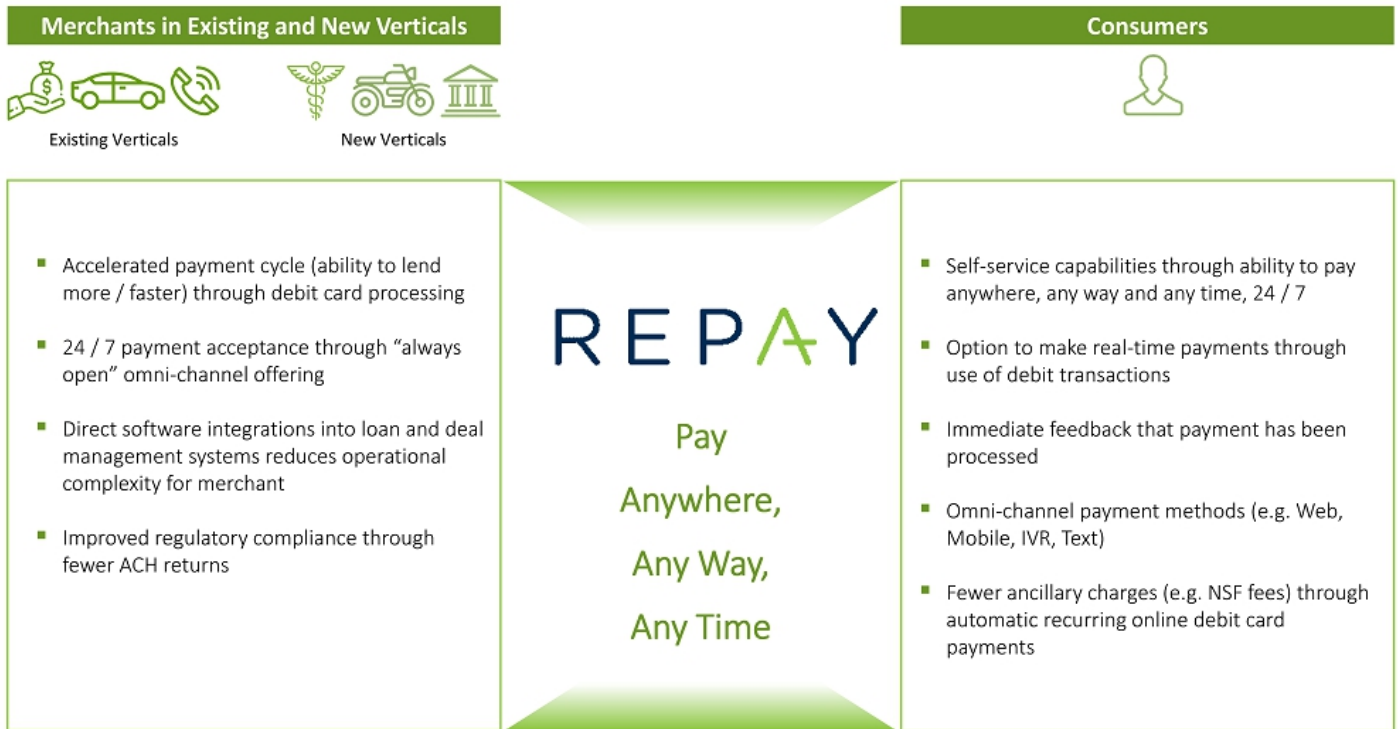 Merchants in Existing and New Verticals
Existing Verticals
New Verticals
▪ Accelerated payment cycle (ability to lend
more / faster) through debit card processing
▪ 24 / 7 payment acceptance through “always
open” omni-channel offering
▪ Direct software integrations into loan and deal
management systems reduces operational
complexity for merchant
▪ Improved regulatory compliance through
fewer ACH returns
REPAY
Pay
Anywhere,
Any Way,
Any Time
Consumers
▪ Self-service capabilities through ability to pay
anywhere, any way and any time, 24 / 7
▪ Option to make real-time payments through
use of debit transactions
▪ Immediate feedback that payment has been
processed
▪ Omni-channel payment methods (e.g. Web,
Mobile, IVR, Text)
▪ Fewer ancillary charges (e.g. NSF fees) through
automatic recurring online debit card
payments